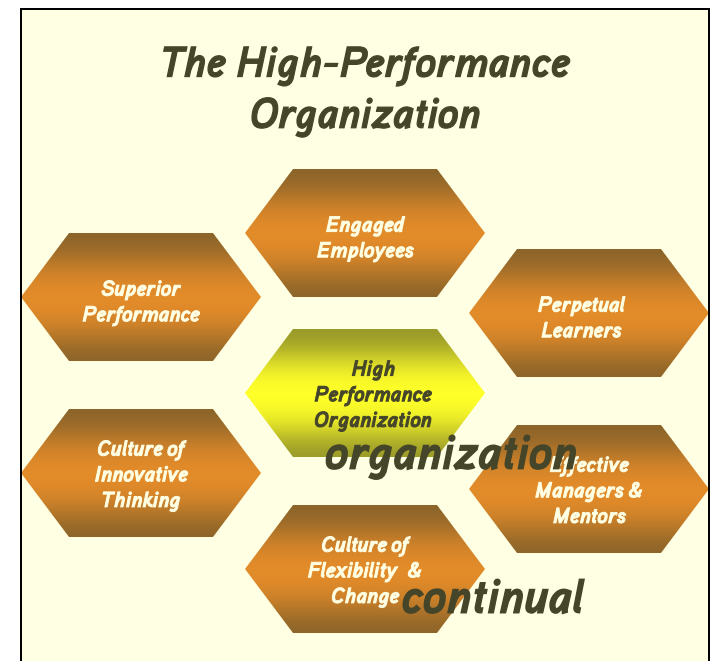 The High-Performance
Organization
Engaged
Employees
Superior
Performance
Perpetual
Learners
High
Performance
Organization
organization
Culture of
Innovative
Thinking
Effective
Managers &
Mentors
Culture of
Flexibility &
Change
continual